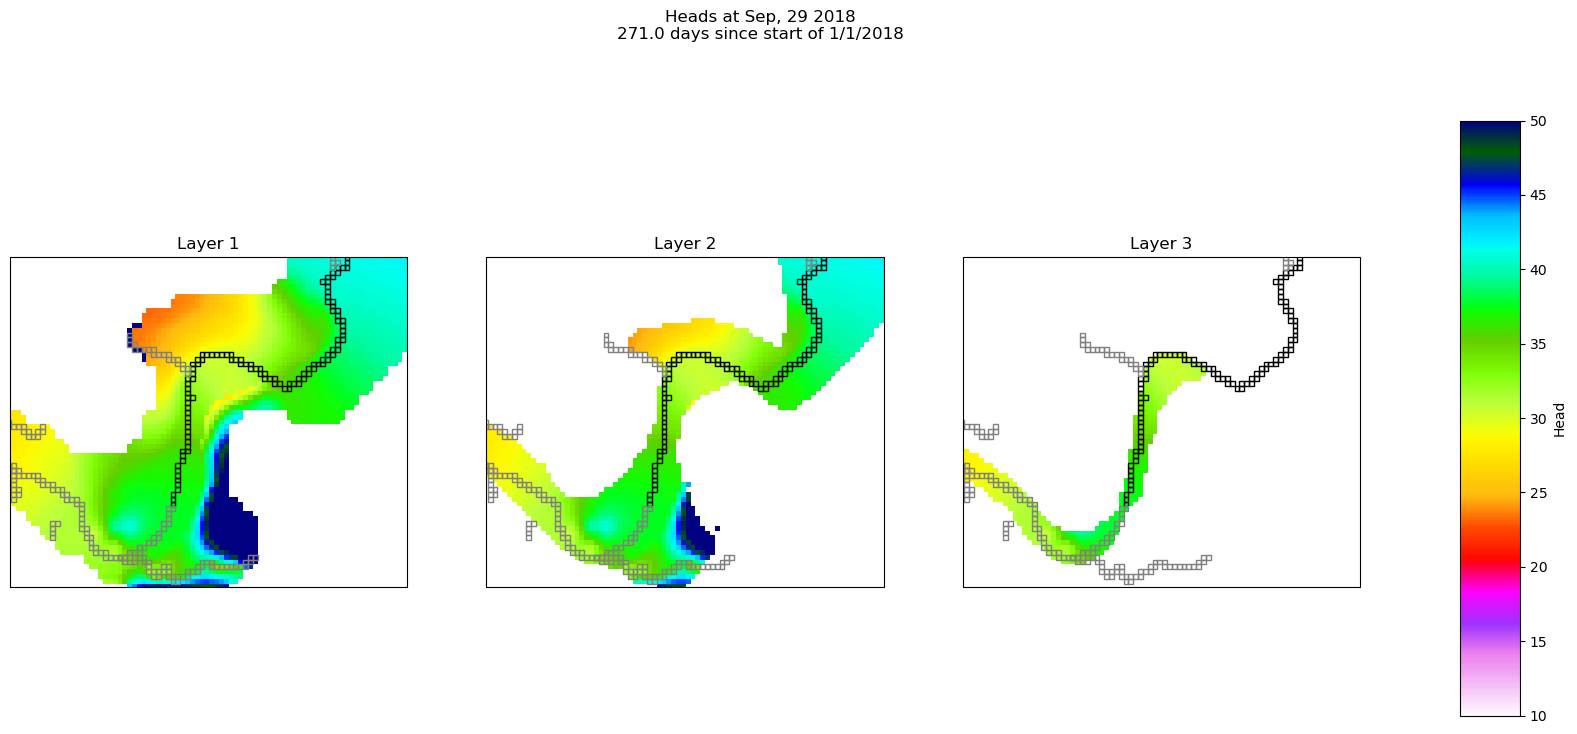 Heads at Sep, 29 2018
271.0 days since start of 1/1/2018
Layer 1
Layer 2
Layer 3
50
45
40
35
30
25
20
15
10
Head